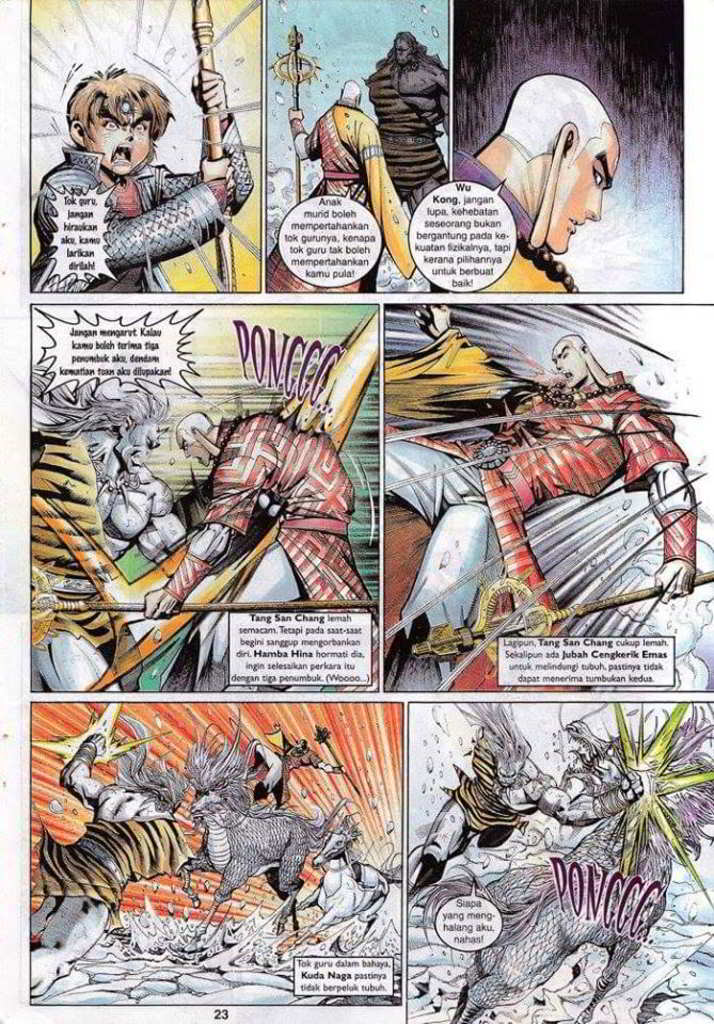 Tok guru,
jangan
hiraukan
aku, kamu
larikan
dirilah!
Anak
murid boleh
mempertahankan
tok gurunya, kenapa
tok guru tak boleh
mempertahankan
kamu pula!
Wu
Kong, jangan
lupa, kehebatan
seseorang bukan
bergantung pada ke-
kuatan fizikalnya, tapi
kerana pilihannya
untuk berbuat
baik!
Jangan mengarut Kalau
kamu boleh terima tiga
penumbuk aku, dendam
kematian tuan aku dilupakan!
PONGGG...
Tang San Chang lemah
semacam. Tetapi pada saat-saat
begini sanggup mengorbankan
diri. Hamba Hina hormati dia,
ingin selesaikan perkara itu
dengan tiga penumbuk. (Woooo...)
Lagipun, Tang San Chang cukup lemah.
Sekalipun ada Jubah Cengkerik Emas
untuk melindungi tubuh, pastinya tidak
dapat menerima tumbukan kedua.
Tok guru dalam bahaya,
Kuda Naga pastinya
tidak berpeluk tubuh.
Siapa
yang meng-
halang aku,
nahas!
PONGGG...
23